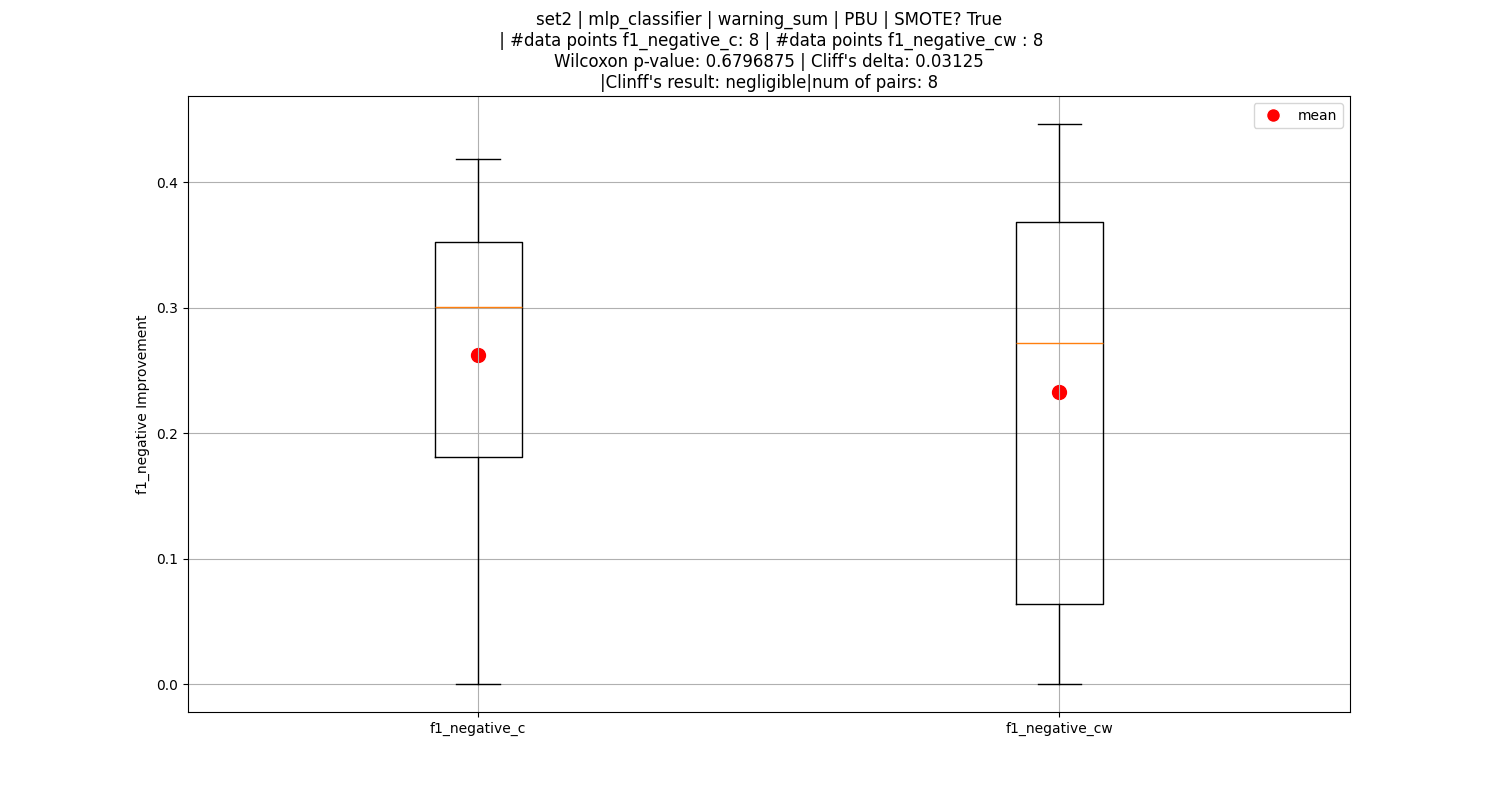 set2 | mlp_classifier | warning_sum | PBU | SMOTE? True
| #data points f1_negative_c: 8 | #data points f1_negative_cw : 8
Wilcoxon p-value: 0.6796875 | Cliff's delta: 0.03125
|Clinff's result: negligible|num of pairs: 8
mean
0.4
0.3
0.2
0.1
0.0
f1_negative Improvement
f1_negative_c
f1_negative_cw